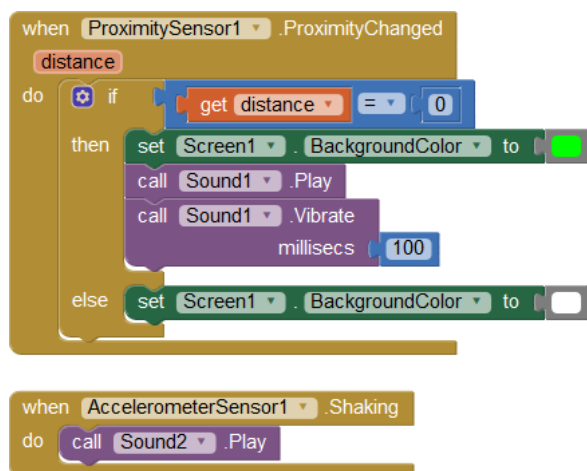 when ProximitySensor1 .ProximityChanged
distance
do if get distance = 0
then set Screen1 . BackgroundColor to
call Sound1 .Play
call Sound1 .Vibrate
millisecs 100
else set Screen1 . BackgroundColor to
when AccelerometerSensor1 .Shaking
do call Sound2 .Play